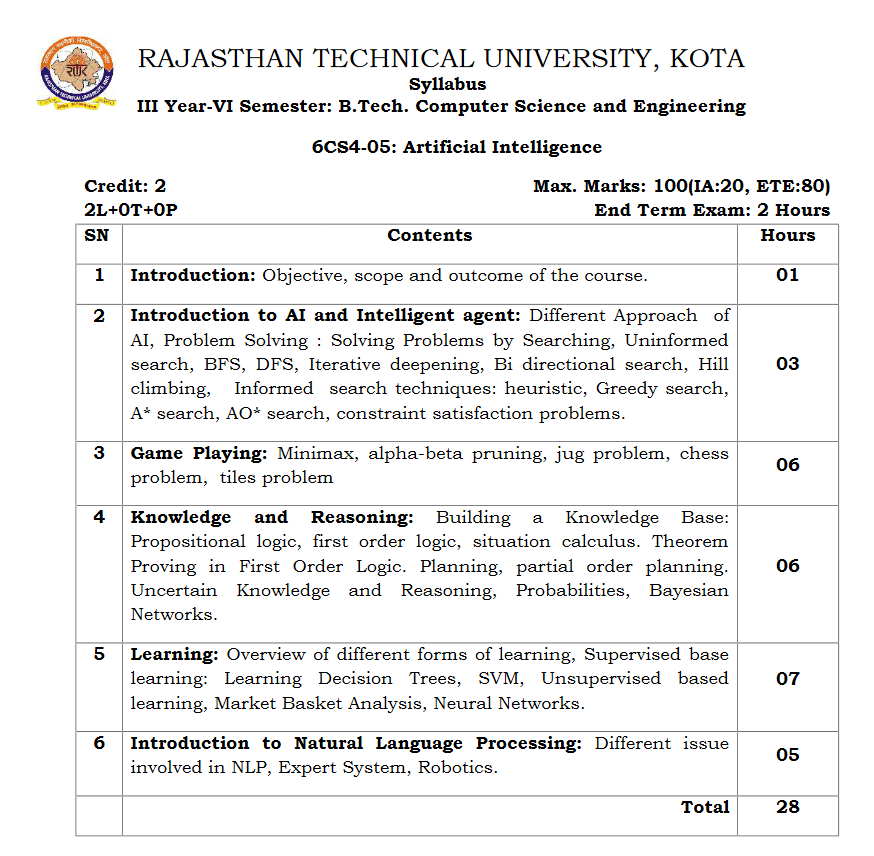 RAJASTHAN TECHNICAL UNIVERSITY, KOTA
Syllabus
III Year-VI Semester: B.Tech. Computer Science and Engineering
6CS4-05: Artificial Intelligence
Credit: 2 Max. Marks: 100(IA:20, ETE:80)
2L+0T+0P End Term Exam: 2 Hours
SN Contents Hours
1 Introduction: Objective, scope and outcome of the course. 01
2 Introduction to AI and Intelligent agent: Different Approach of
AI, Problem Solving : Solving Problems by Searching, Uninformed
search, BFS, DFS, Iterative deepening, Bi directional search, Hill
climbing, Informed search techniques: heuristic, Greedy search,
A* search, AO* search, constraint satisfaction problems.
03
3 Game Playing: Minimax, alpha-beta pruning, jug problem, chess
problem, tiles problem
06
4 Knowledge and Reasoning: Building a Knowledge Base:
Propositional logic, first order logic, situation calculus. Theorem
Proving in First Order Logic. Planning, partial order planning.
Uncertain Knowledge and Reasoning, Probabilities, Bayesian
Networks.
06
5 Learning: Overview of different forms of learning, Supervised base
learning: Learning Decision Trees, SVM, Unsupervised based
learning, Market Basket Analysis, Neural Networks.
07
6 Introduction to Natural Language Processing: Different issue
involved in NLP, Expert System, Robotics.
05
Total 28